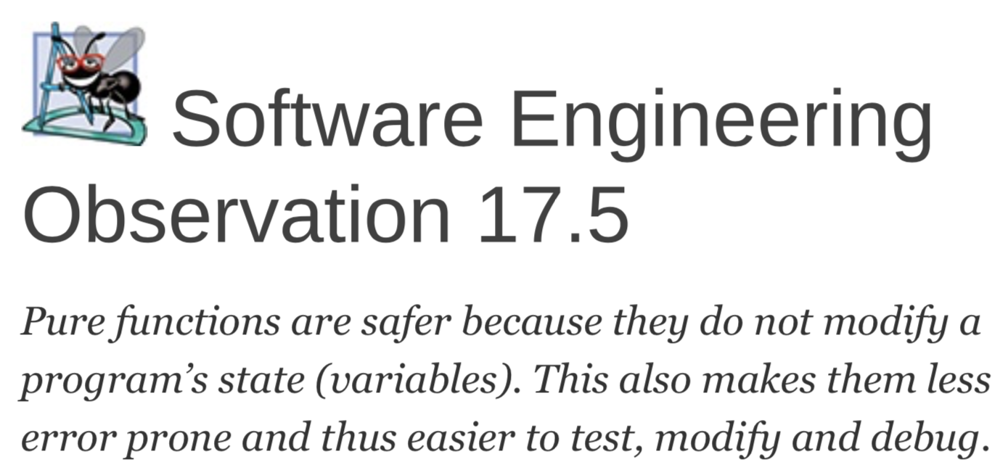 Software Engineering
Observation 17.5
Pure functions are safer because they do not modify a
program’s state (variables). This also makes them less
error prone and thus easier to test, modify and debug.